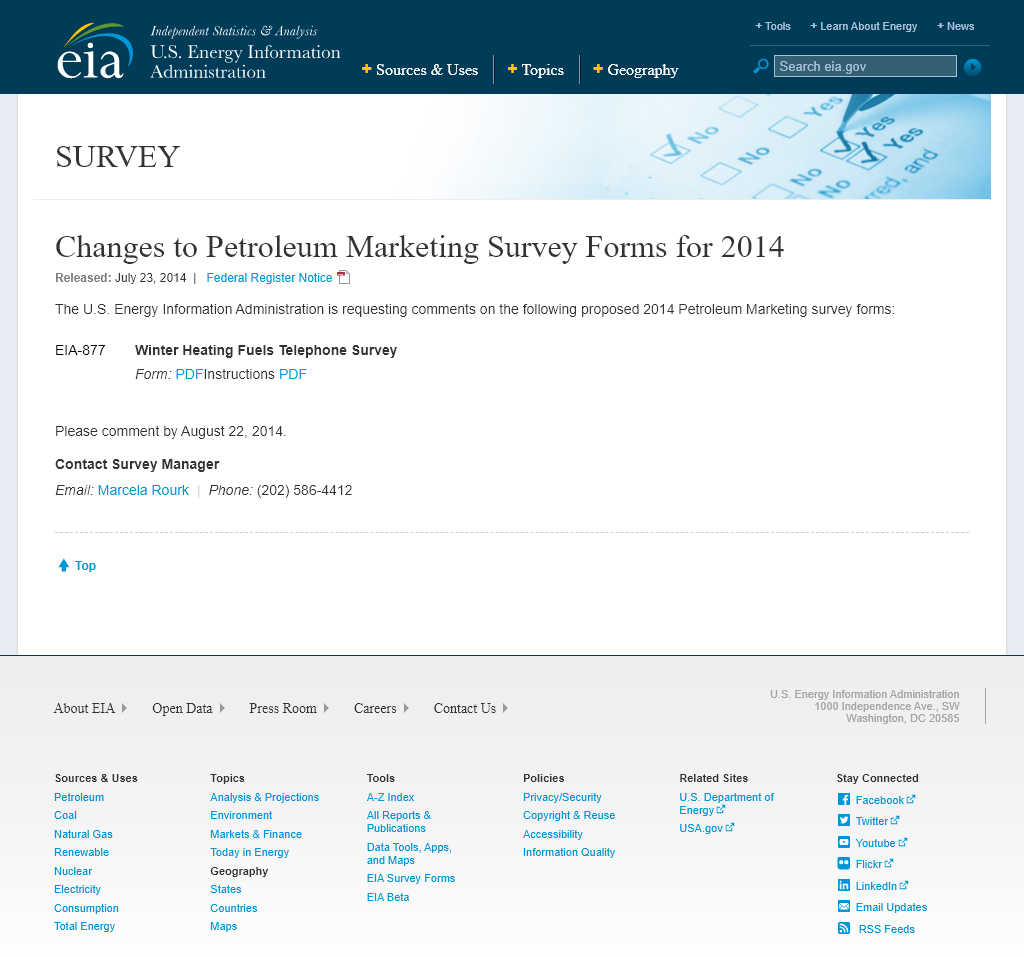 eia
Independent Statistics & Analysis
U.S. Energy Information
Administration
+ Sources & Uses
+ Topics
+ Geography
+ Tools
+ Learn About Energy
+ News
Search eia.gov
SURVEY
No
Yes
No
Yes
Yes
No
No
red, and
Changes to Petroleum Marketing Survey Forms for 2014
Released: July 23, 2014 | Federal Register Notice
The U.S. Energy Information Administration is requesting comments on the following proposed 2014 Petroleum Marketing survey forms:
EIA-877 Winter Heating Fuels Telephone Survey
Form: PDFInstructions PDF
Please comment by August 22, 2014.
Contact Survey Manager
Email: Marcela Rourk | Phone: (202) 586-4412
Top
About EIA
Open Data
Press Room
Careers
Contact Us
U.S. Energy Information Administration
1000 Independence Ave., SW
Washington, DC 20585
Sources & Uses
Petroleum
Coal
Natural Gas
Renewable
Nuclear
Electricity
Consumption
Total Energy
Topics
Analysis & Projections
Environment
Markets & Finance
Today in Energy
Geography
States
Countries
Maps
Tools
A-Z Index
All Reports &
Publications
Data Tools, Apps,
and Maps
EIA Survey Forms
EIA Beta
Policies
Privacy/Security
Copyright & Reuse
Accessibility
Information Quality
Related Sites
U.S. Department of
Energy
USA.gov
Stay Connected
Facebook
Twitter
Youtube
Flickr
LinkedIn
Email Updates
RSS Feeds